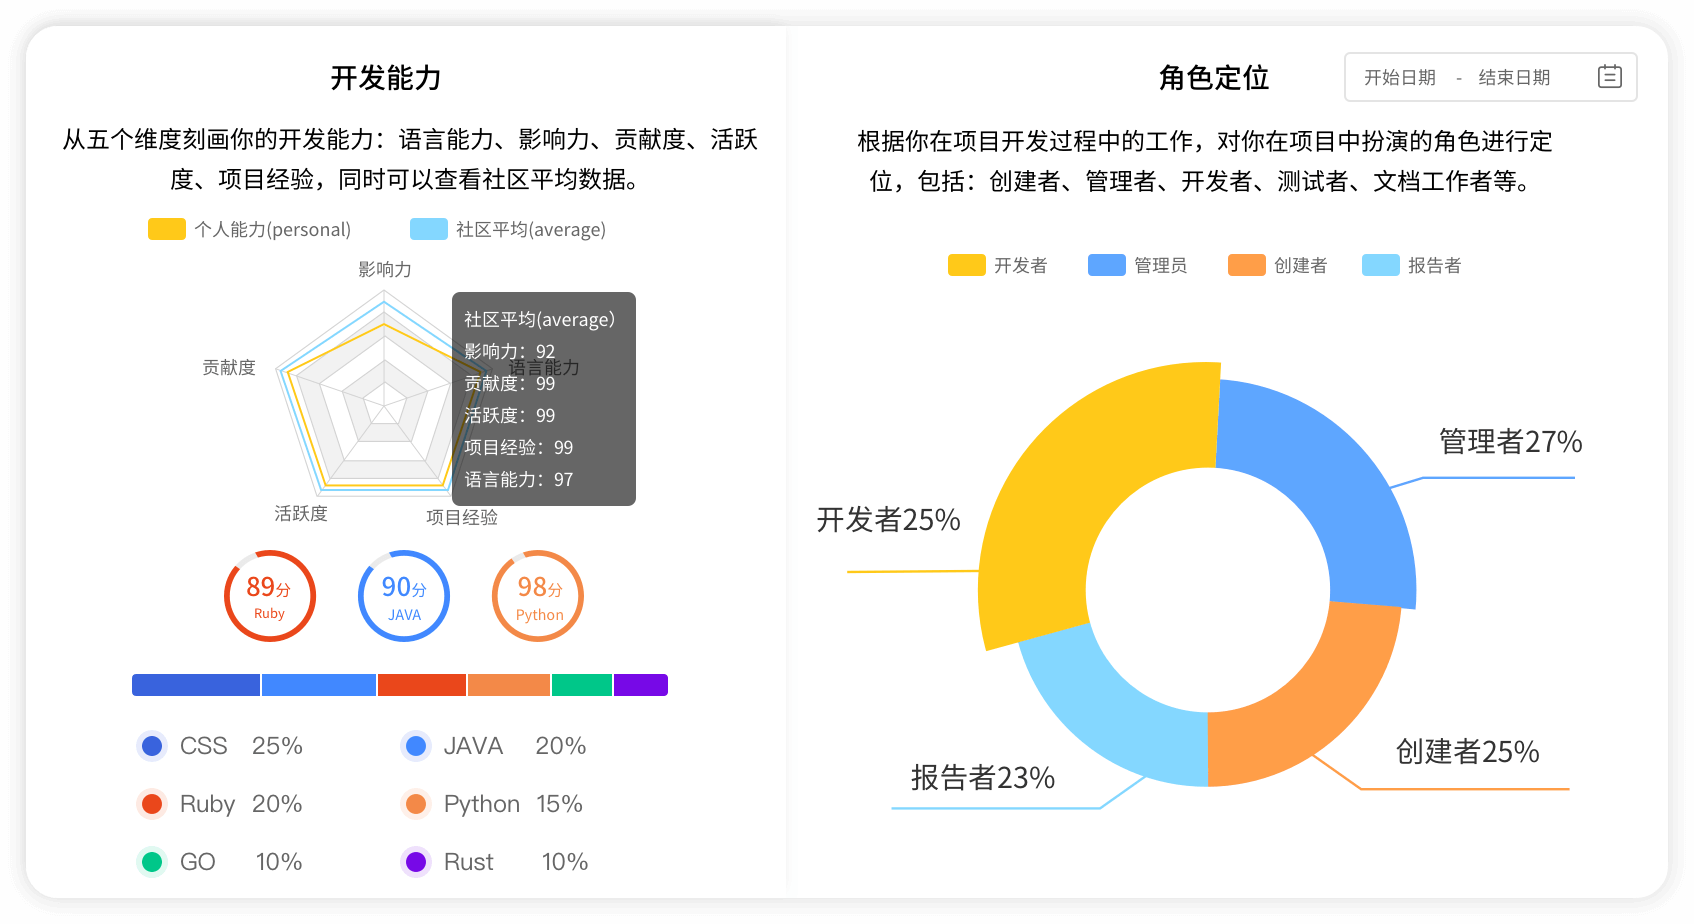 开发能力
从五个维度刻画你的开发能力：语言能力、影响力、贡献度、活跃
度、项目经验，同时可以查看社区平均数据。
个人能力(personal)
社区平均(average)
影响力
社区平均(average）
影响力：92
贡献度
语言能力
贡献度：99
活跃度：99
项目经验：99
语言能力：97
活跃度
项目经验
89分
Ruby
90分
JAVA
98分
Python
CSS 25%
JAVA 20%
Ruby 20%
Python 15%
GO 10%
Rust 10%
角色定位
开始日期 - 结束日期
根据你在项目开发过程中的工作，对你在项目中扮演的角色进行定
位，包括：创建者、管理者、开发者、测试者、文档工作者等。
开发者
管理员
创建者
报告者
管理者27%
开发者25%
创建者25%
报告者23%